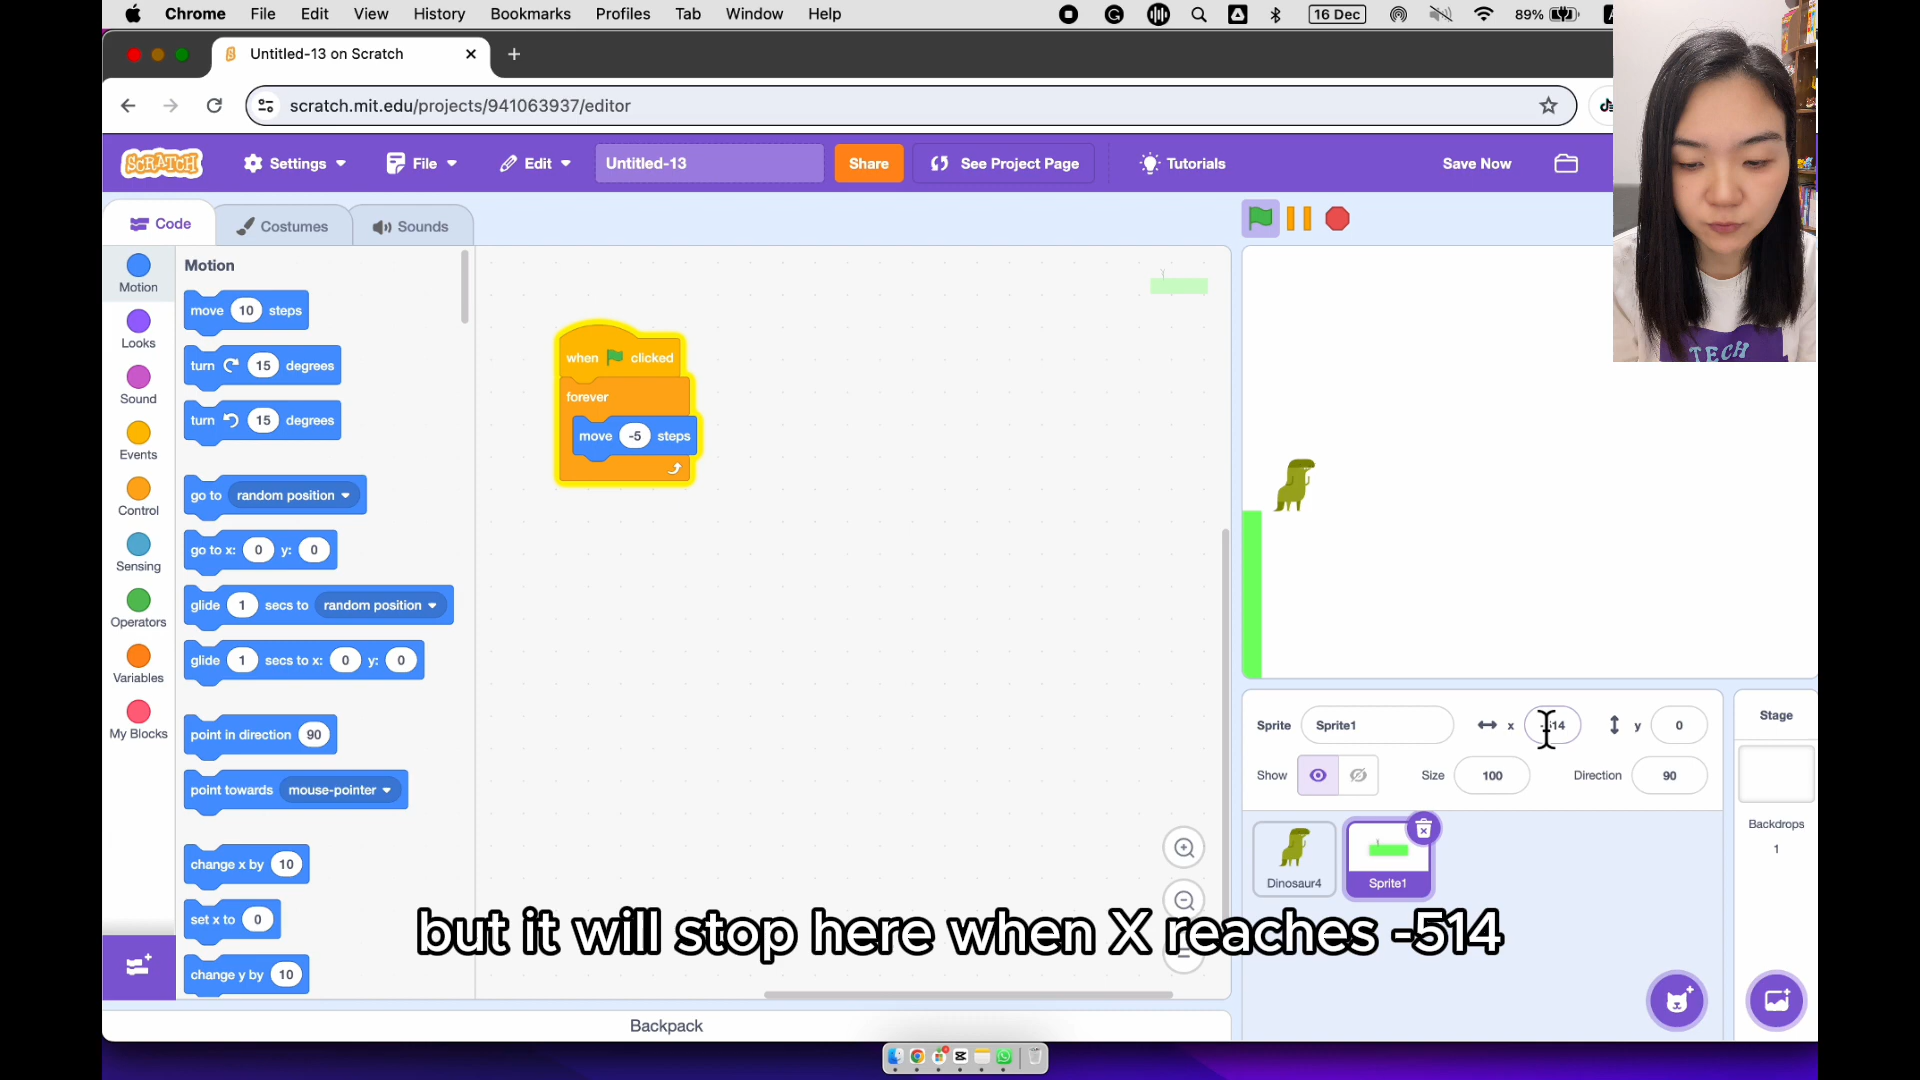 Chrome File Edit View History Bookmarks Profiles Tab Window Help 16 Dec 89%
Untitled-13 on Scratch
scratch.mit.edu/projects/941063937/editor
SCRATCH Settings File Edit Untitled-13 Share See Project Page Tutorials Save Now
Code Costumes Sounds
Motion
Looks
Sound
Events
Control
Sensing
Operators
Variables
My Blocks
Motion
move 10 steps
turn 15 degrees
turn 15 degrees
go to random position
go to x: 0 y: 0
glide 1 secs to random position
glide 1 secs to x: 0 y: 0
point in direction 90
point towards mouse-pointer
change x by 10
set x to 0
change y by 10
when clicked
forever
move -5 steps
TECH
Sprite Sprite1 x y 0
Show Size 100 Direction 90
Dinosaur4
Sprite1
Stage
Backdrops
1
but it will stop here when X reaches -514
Backpack